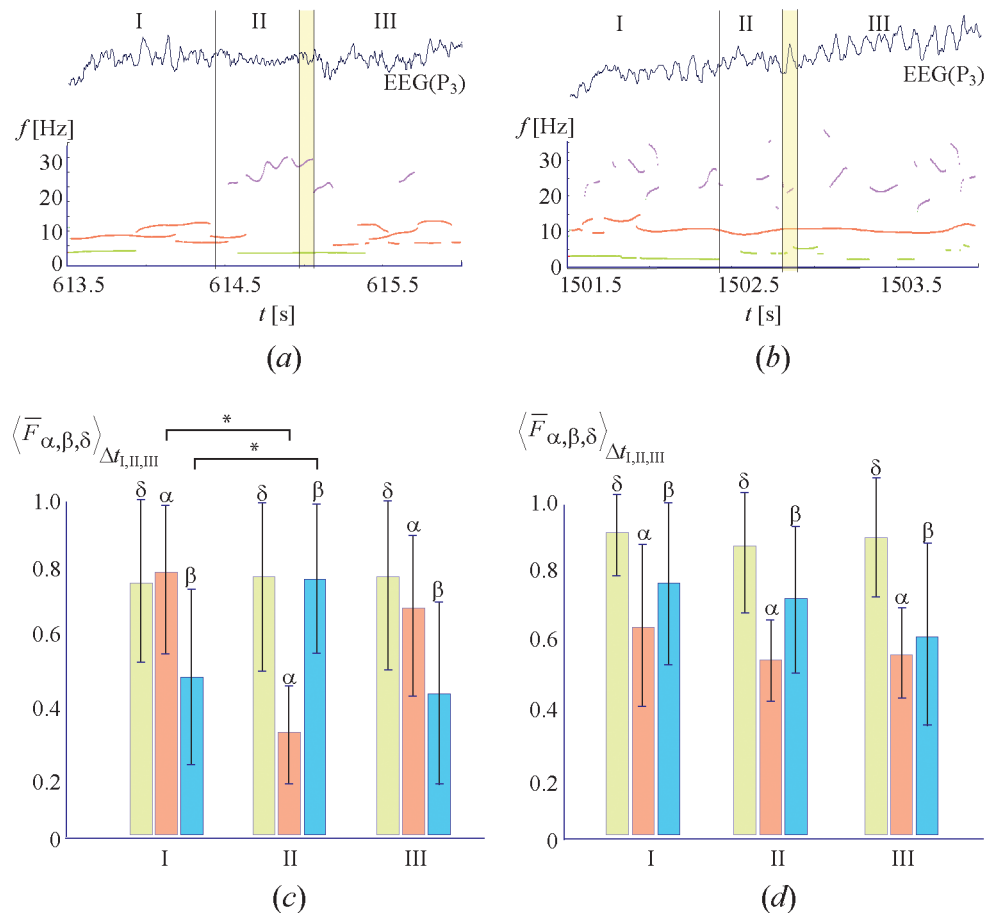 I II III
EEG(P3)
f [Hz]
30
20
10
0
613.5 614.5 615.5
t [s]
(a)
I II III
EEG(P3)
f [Hz]
30
20
10
0
1501.5 1502.5 1503.5
t [s]
(b)
⟨F̅α,β,δ⟩ΔtI,II,III
* *
1.0
0.8
0.6
0.4
0.2
0
δ α β δ α β δ α β
I II III
(c)
⟨F̅α,β,δ⟩ΔtI,II,III
1.0
0.8
0.6
0.4
0.2
0
δ α β δ α β δ α β
I II III
(d)